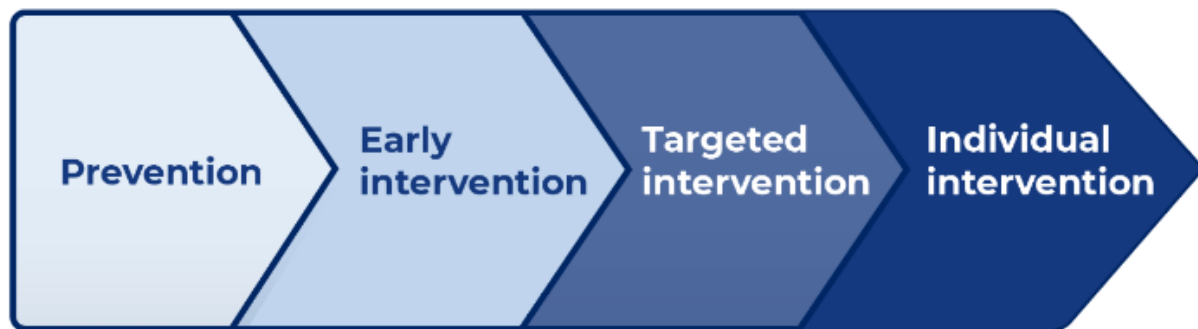 Prevention
Early
intervention
Targeted
intervention
Individual
intervention